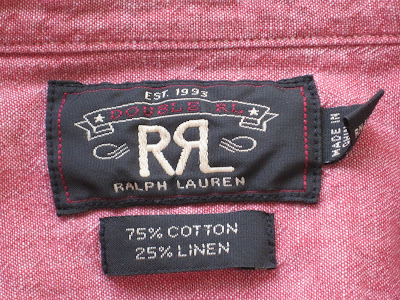 EST. 1993
DOUBLE RL
RRL
RALPH LAUREN
MADE IN
75% COTTON
25% LINEN